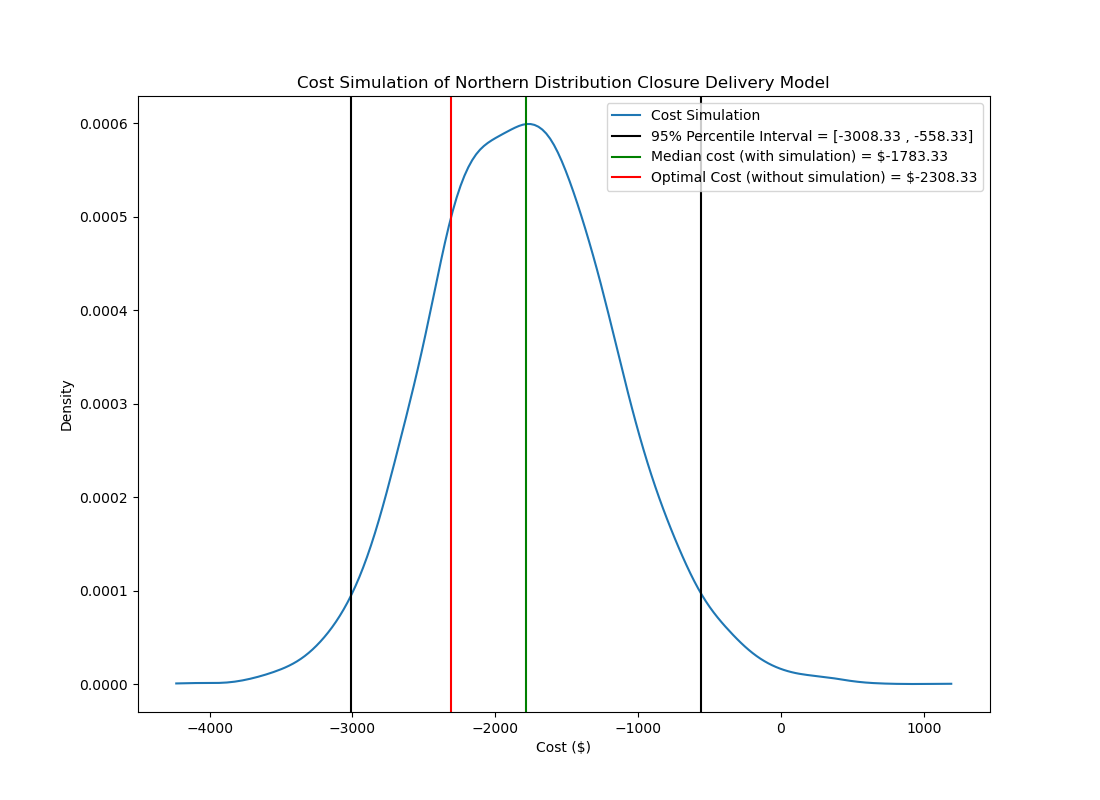 Cost Simulation of Northern Distribution Closure Delivery Model
Cost Simulation
95% Percentile Interval = [-3008.33 , -558.33]
Median cost (with simulation) = $-1783.33
Optimal Cost (without simulation) = $-2308.33
0.0006
0.0005
0.0004
0.0003
0.0002
0.0001
0.0000
Density
−4000 −3000 −2000 −1000 0 1000
Cost ($)